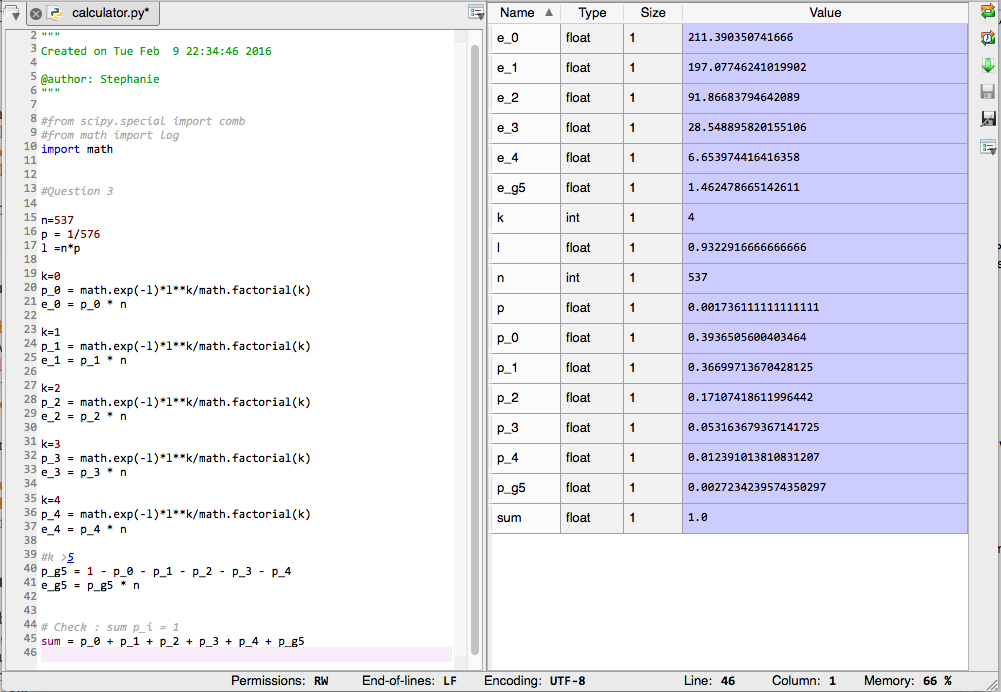 calculator.py*
2 """
3 Created on Tue Feb  9 22:34:46 2016
4
5 @author: Stephanie
6 """
7
8 #from scipy.special import comb
9 #from math import log
10 import math
11
12
13 #Question 3
14
15 n=537
16 p = 1/576
17 l =n*p
18
19 k=0
20 p_0 = math.exp(-l)*l**k/math.factorial(k)
21 e_0 = p_0 * n
22
23 k=1
24 p_1 = math.exp(-l)*l**k/math.factorial(k)
25 e_1 = p_1 * n
26
27 k=2
28 p_2 = math.exp(-l)*l**k/math.factorial(k)
29 e_2 = p_2 * n
30
31 k=3
32 p_3 = math.exp(-l)*l**k/math.factorial(k)
33 e_3 = p_3 * n
34
35 k=4
36 p_4 = math.exp(-l)*l**k/math.factorial(k)
37 e_4 = p_4 * n
38
39 #k >5
40 p_g5 = 1 - p_0 - p_1 - p_2 - p_3 - p_4
41 e_g5 = p_g5 * n
42
43
44 # Check : sum p_i = 1
45 sum = p_0 + p_1 + p_2 + p_3 + p_4 + p_g5
46
Name Type Size Value
e_0 float 1 211.390350741666
e_1 float 1 197.07746241019902
e_2 float 1 91.86683794642089
e_3 float 1 28.548895820155106
e_4 float 1 6.653974416416358
e_g5 float 1 1.462478665142611
k int 1 4
l float 1 0.9322916666666666
n int 1 537
p float 1 0.001736111111111111
p_0 float 1 0.3936505600403464
p_1 float 1 0.36699713670428125
p_2 float 1 0.17107418611996442
p_3 float 1 0.053163679367141725
p_4 float 1 0.012391013810831207
p_g5 float 1 0.0027234239574350297
sum float 1 1.0
Permissions: RW End-of-lines: LF Encoding: UTF-8 Line: 46 Column: 1 Memory: 66 %